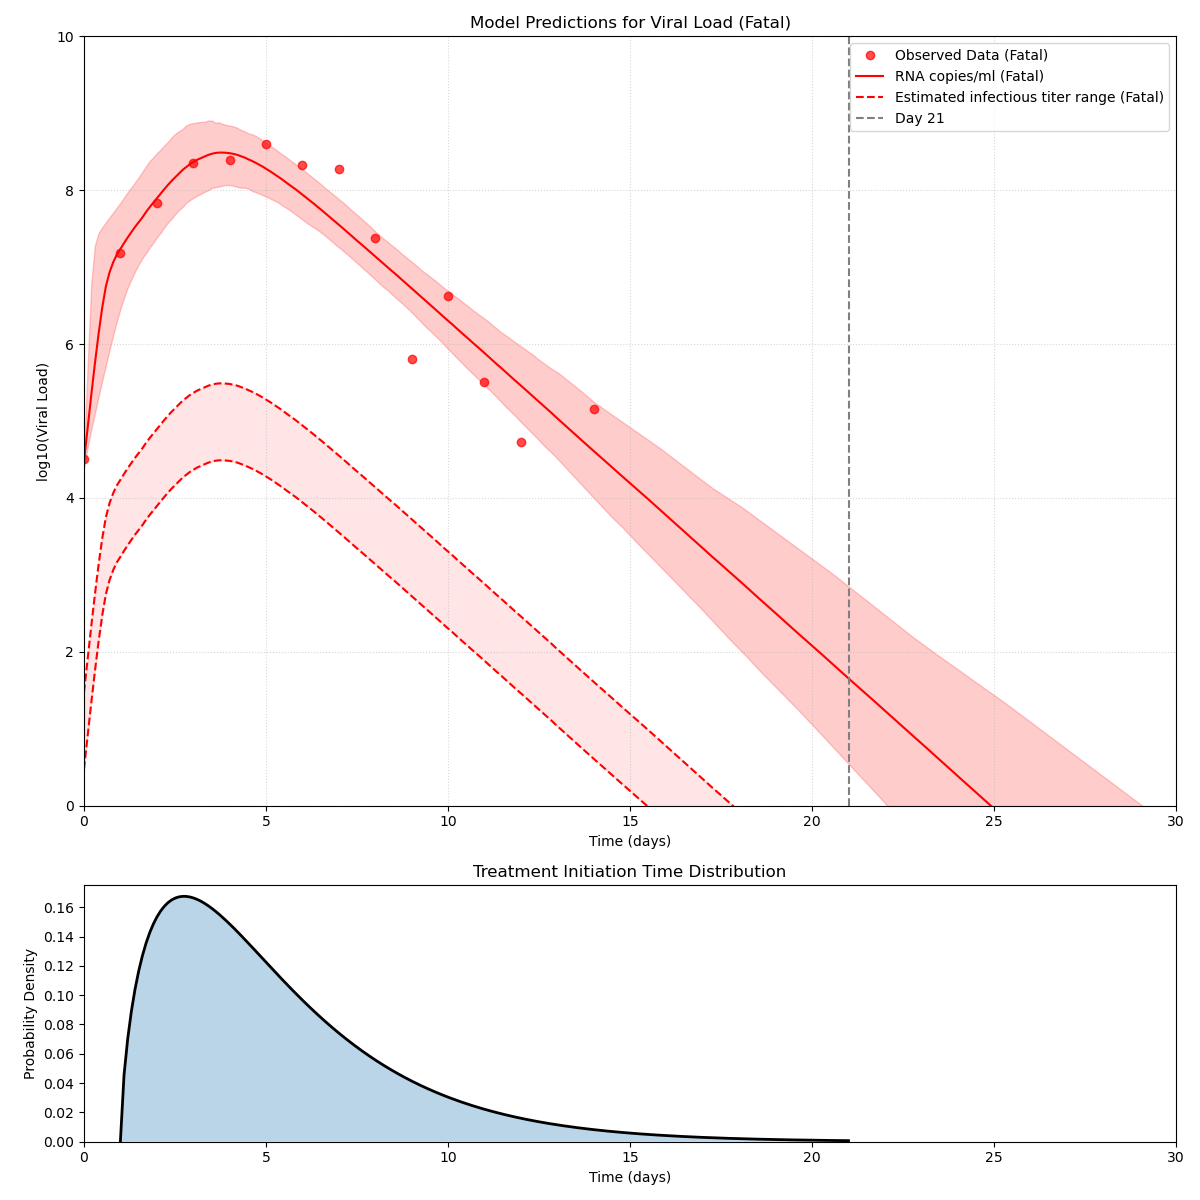 Model Predictions for Viral Load (Fatal)
10
8
6
4
2
0
log10(Viral Load)
Observed Data (Fatal)
RNA copies/ml (Fatal)
Estimated infectious titer range (Fatal)
Day 21
0 5 10 15 20 25 30
Time (days)
Treatment Initiation Time Distribution
0.16
0.14
0.12
0.10
0.08
0.06
0.04
0.02
0.00
Probability Density
0 5 10 15 20 25 30
Time (days)